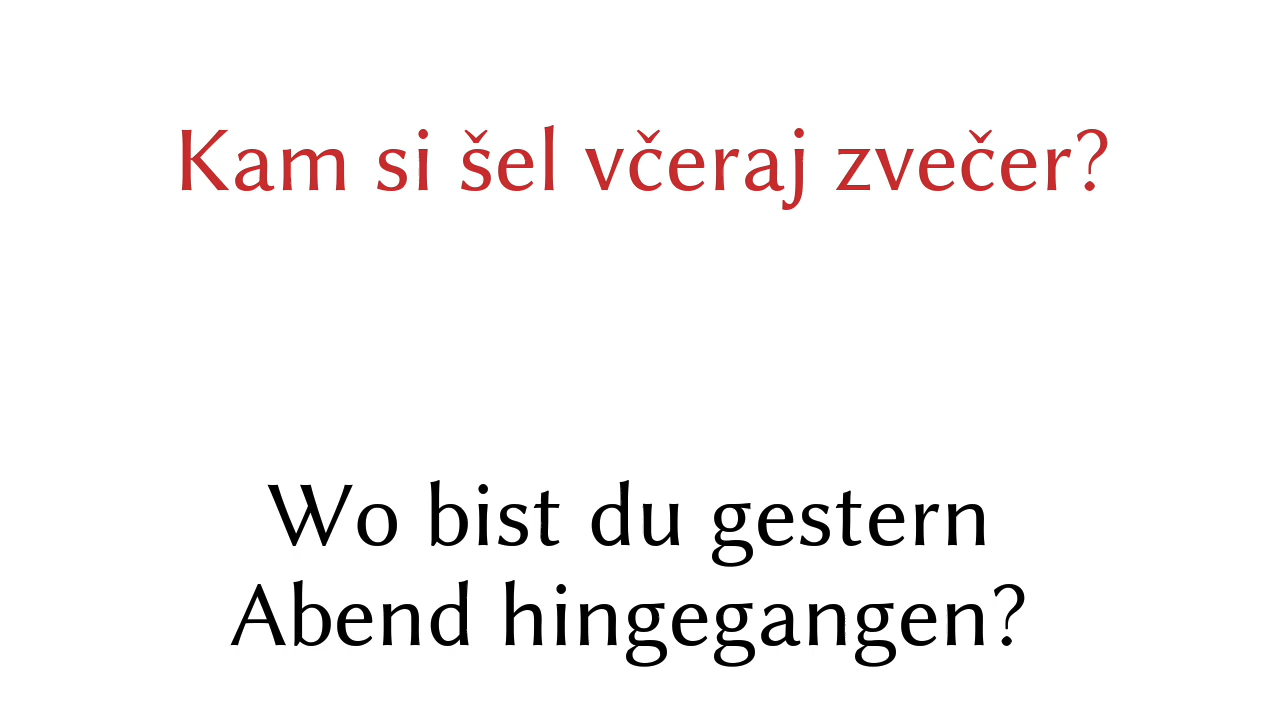 Kam si šel včeraj zvečer?
Wo bist du gestern
Abend hingegangen?